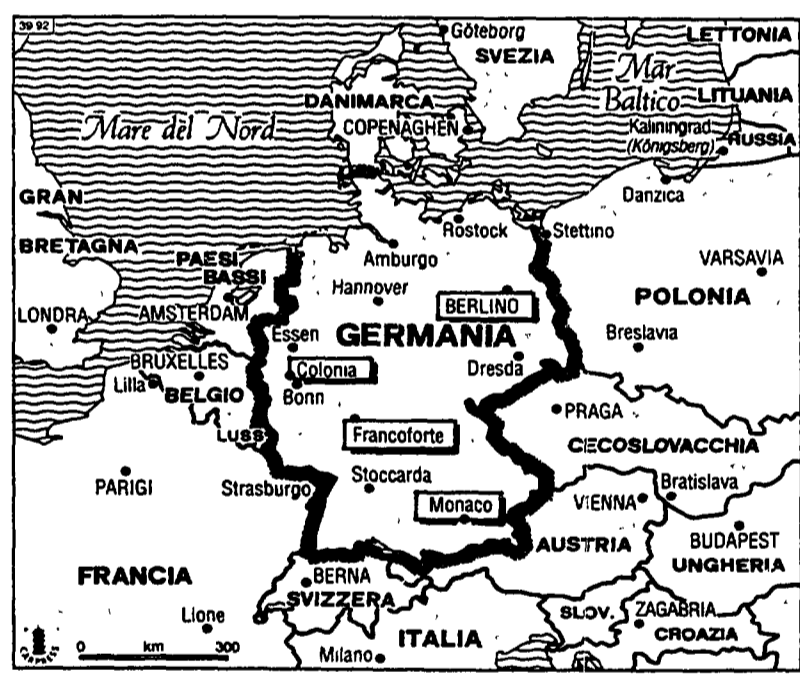 39 92
Göteborg
SVEZIA
LETTONIA
Mar
Baltico
LITUANIA
DANIMARCA
COPENAGHEN
Mare del Nord
Kaliningrad
(Königsberg)
RUSSIA
Danzica
GRAN
BRETAGNA
Rostock
Stettino
Amburgo
PAESI
BASSI
VARSAVIA
Hannover
BERLINO
POLONIA
LONDRA
AMSTERDAM
Essen
GERMANIA
Breslavia
BRUXELLES
Colonia
Dresda
Lilla
BELGIO
Bonn
PRAGA
LUSS
Francoforte
CECOSLOVACCHIA
PARIGI
Strasburgo
Stoccarda
Monaco
VIENNA
Bratislava
AUSTRIA
BUDAPEST
UNGHERIA
FRANCIA
BERNA
SVIZZERA
Lione
SLOV.
ZAGABRIA
CROAZIA
ITALIA
Milano
0 km 300
CARPRESS